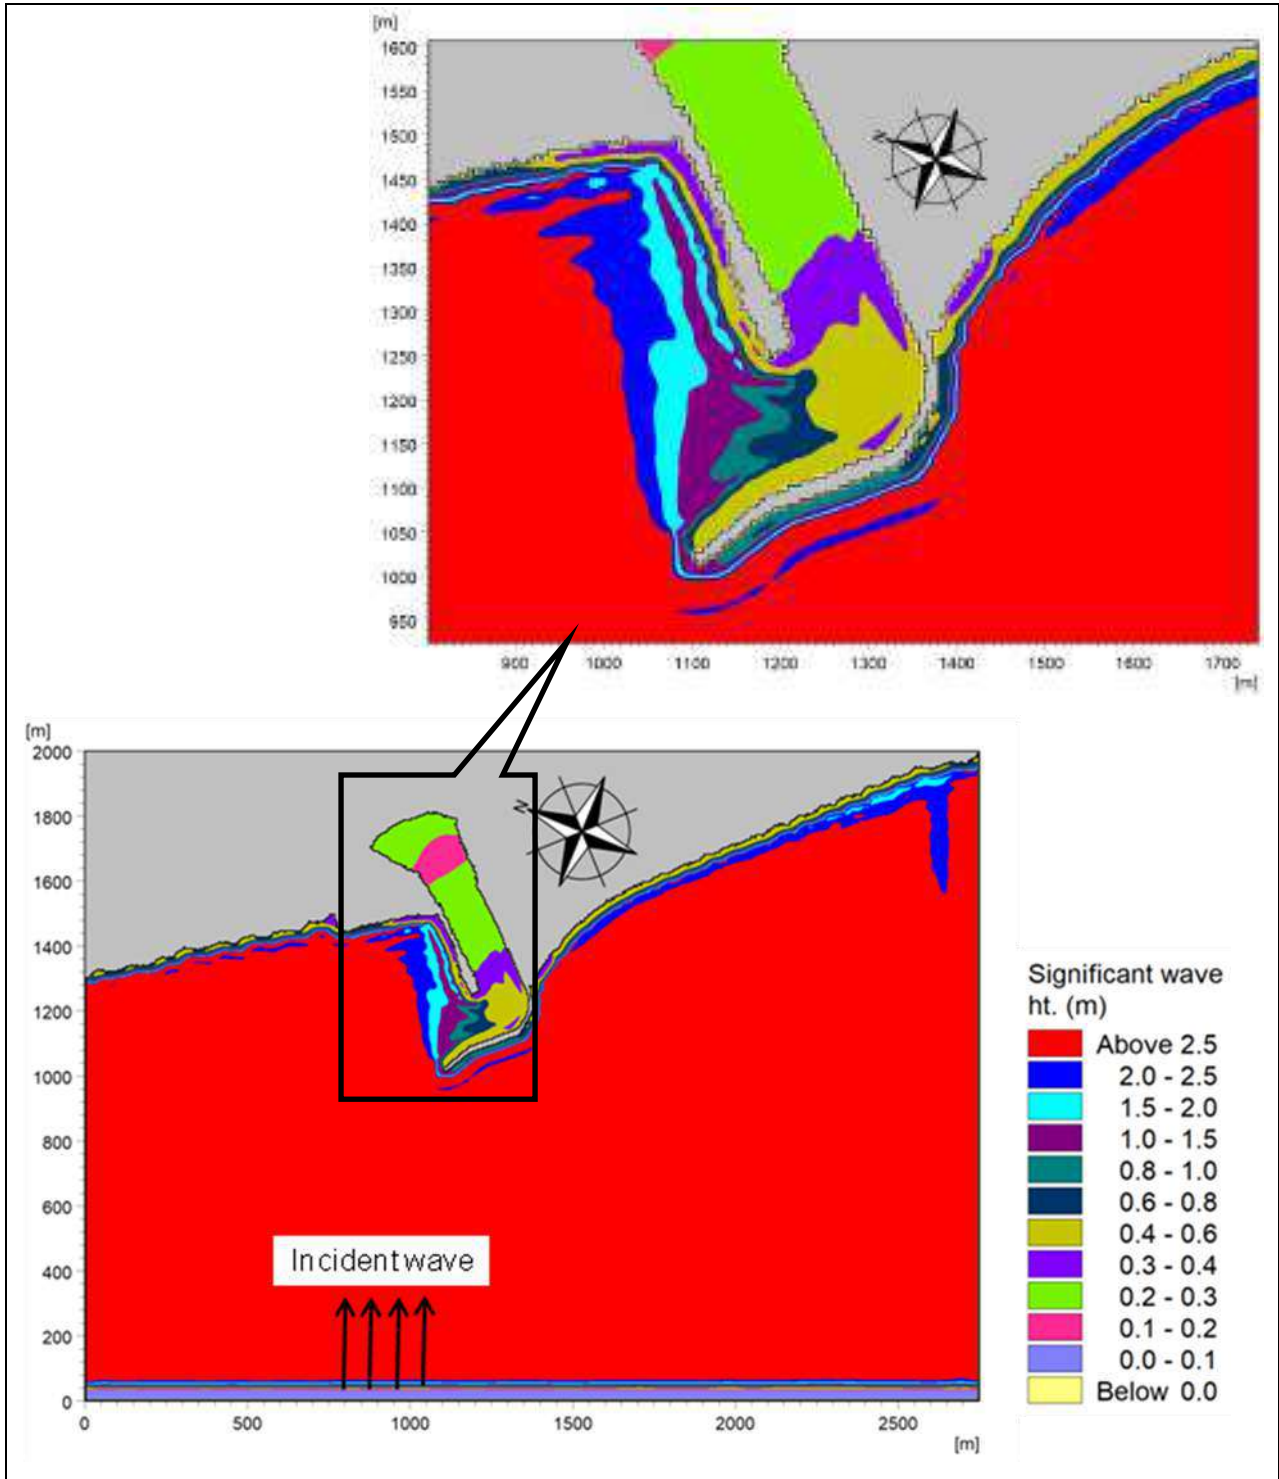 [m]
1600
1550
1500
1450
1400
1350
1300
1250
1200
1150
1100
1050
1000
950
N
900 1000 1100 1200 1300 1400 1500 1600 1700
[m]
[m]
2000
1800
1600
1400
1200
1000
800
600
400
200
0
N
Incident wave
0 500 1000 1500 2000 2500
[m]
Significant wave
ht. (m)
Above 2.5
2.0 - 2.5
1.5 - 2.0
1.0 - 1.5
0.8 - 1.0
0.6 - 0.8
0.4 - 0.6
0.3 - 0.4
0.2 - 0.3
0.1 - 0.2
0.0 - 0.1
Below 0.0